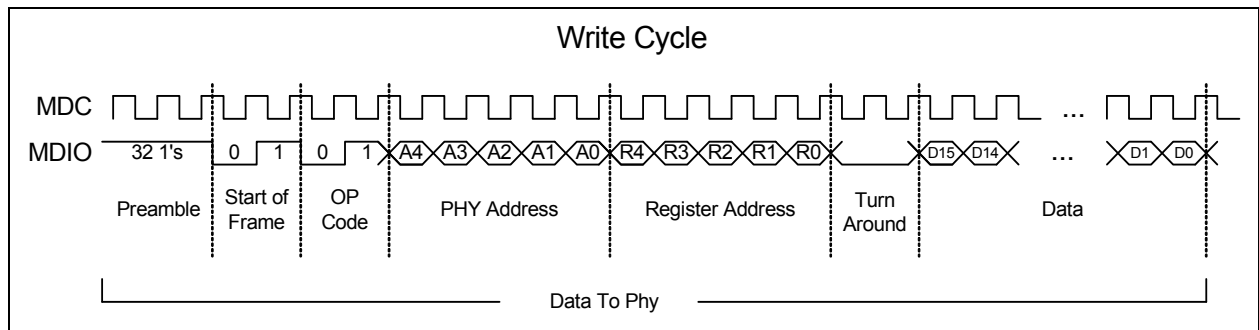 Write Cycle
MDC ...
MDIO 32 1's 0 1 0 1 A4 A3 A2 A1 A0 R4 R3 R2 R1 R0 D15 D14 ... D1 D0
Preamble
Start of
Frame
OP
Code
PHY Address
Register Address
Turn
Around
Data
Data To Phy